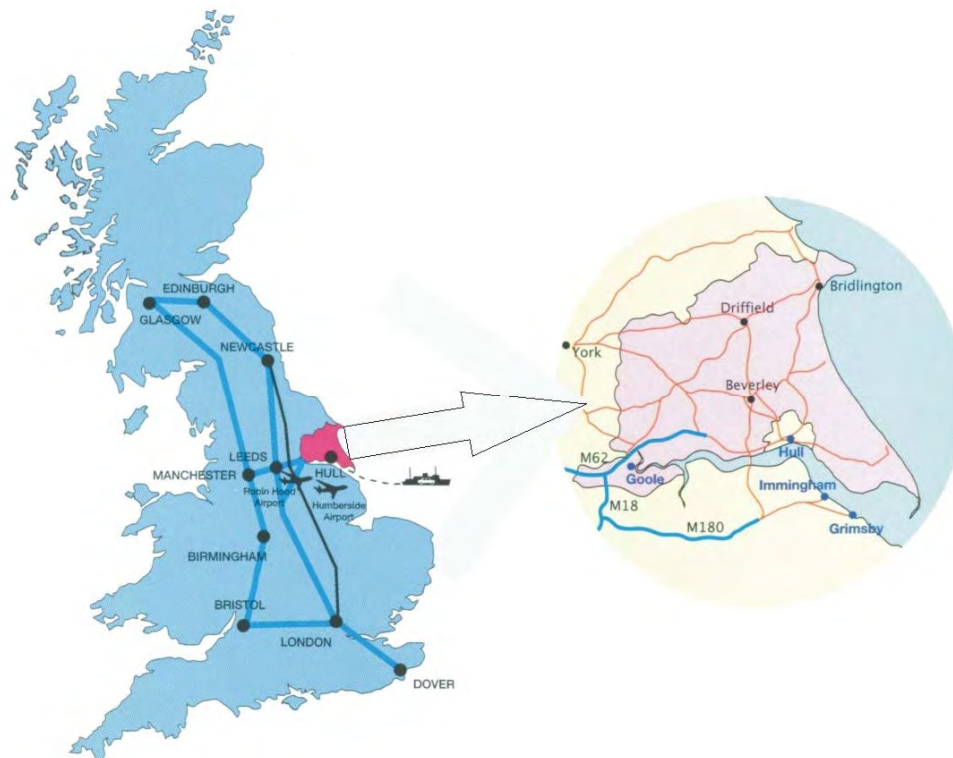 EDINBURGH
GLASGOW
NEWCASTLE
LEEDS
MANCHESTER
HULL
Robin Hood
Airport
Humberside
Airport
BIRMINGHAM
BRISTOL
LONDON
DOVER
Bridlington
Driffield
York
Beverley
Hull
M62
Goole
Immingham
M18
M180
Grimsby